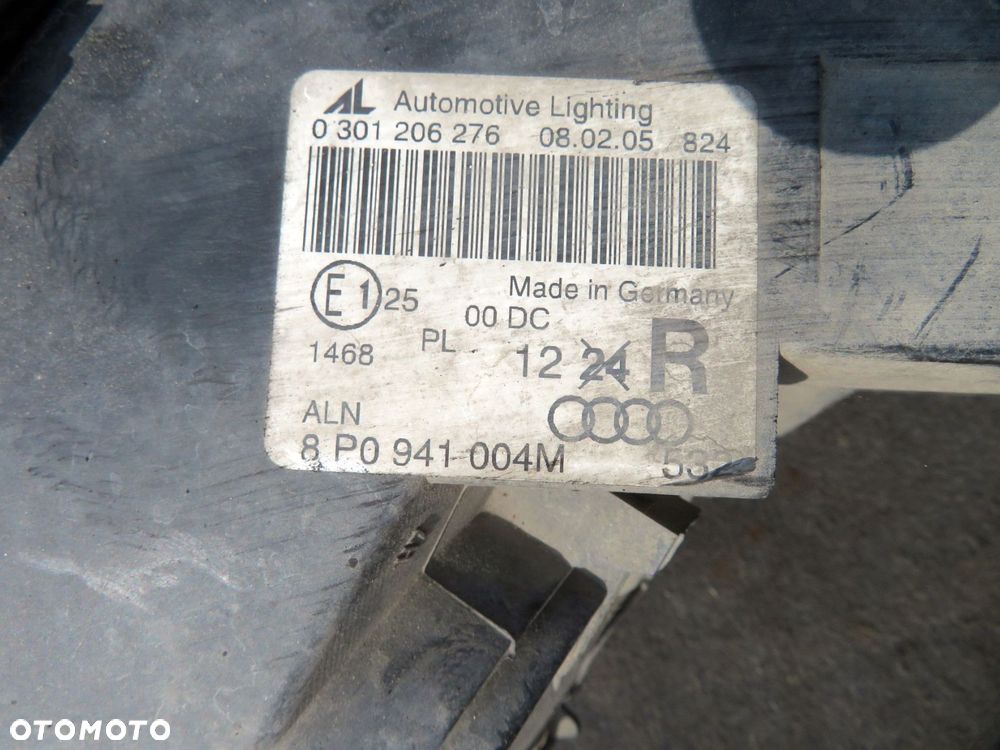 AL Automotive Lighting
0 301 206 276 08.02.05 824
E1 25 Made in Germany
00 DC
1468 PL 12 24 R
ALN
8 P0 941 004M
OTOMOTO